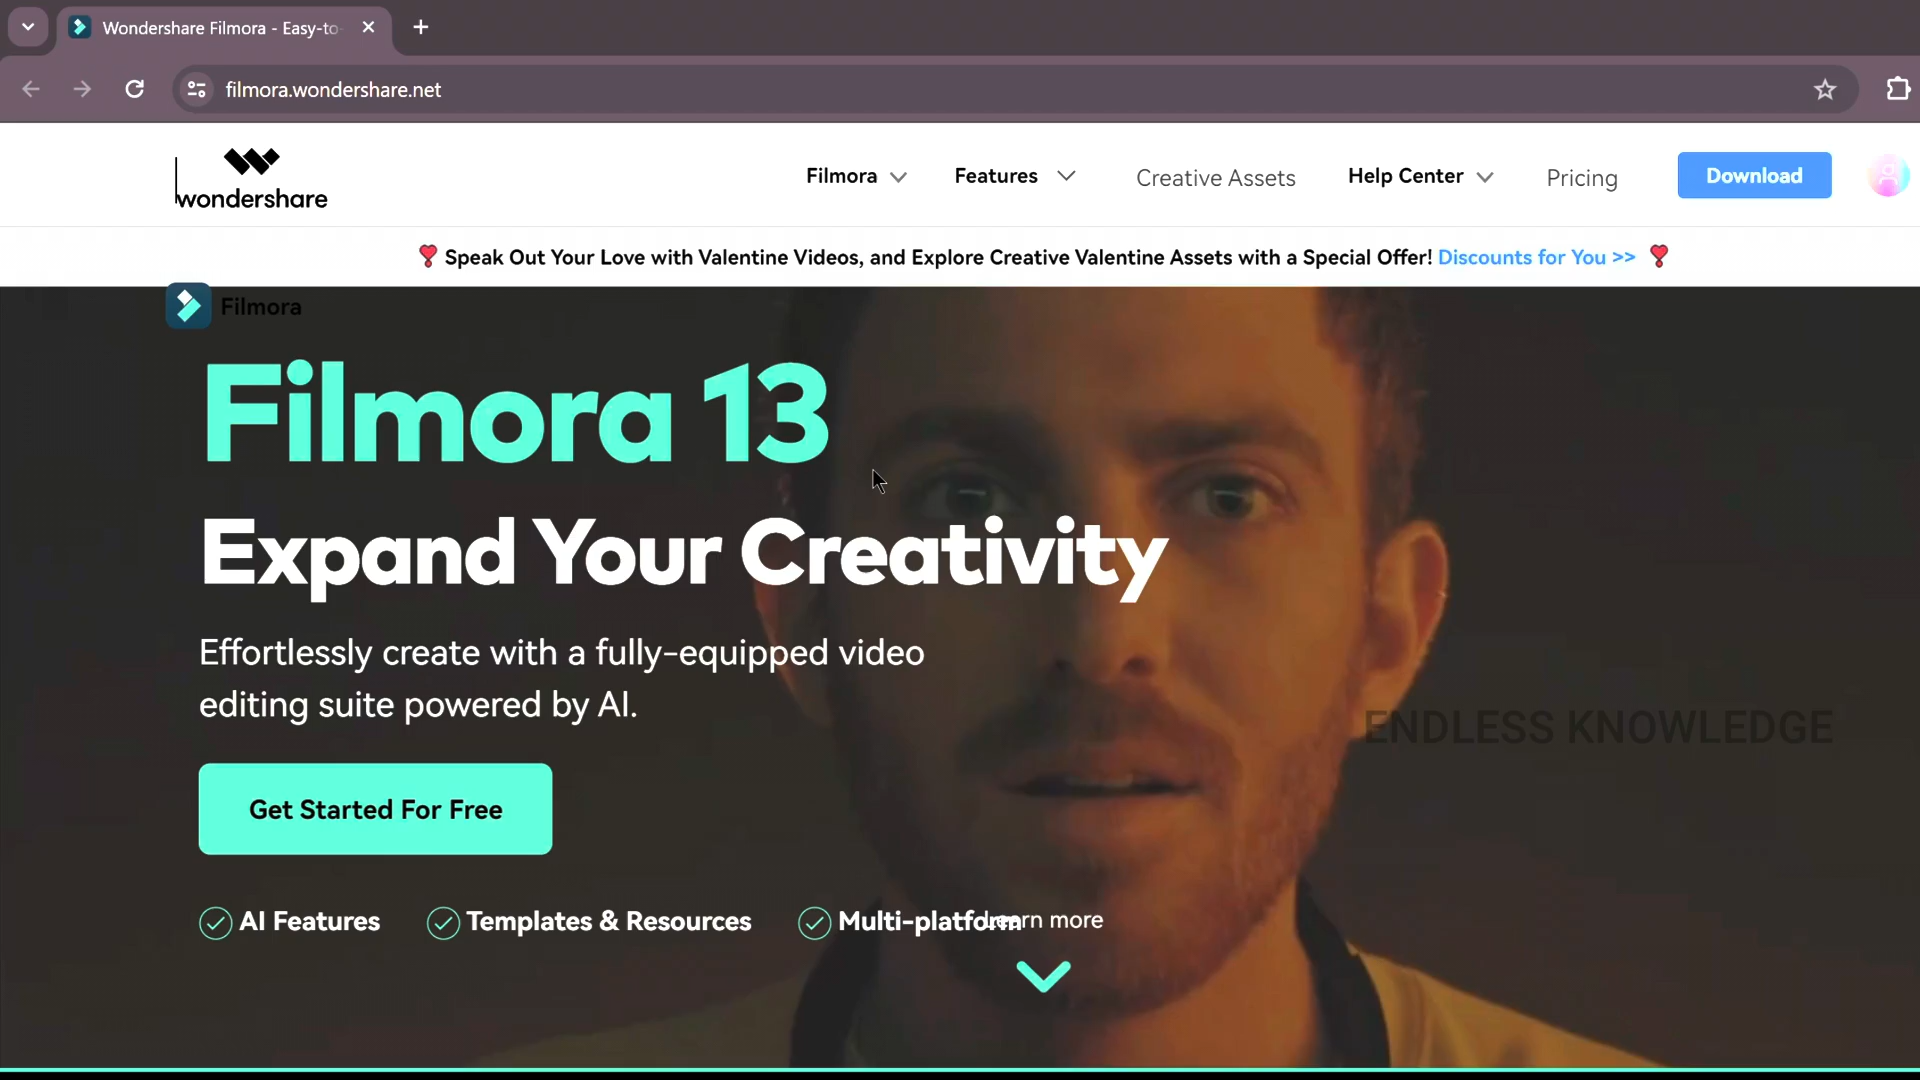 Wondershare Filmora - Easy-to-
filmora.wondershare.net
wondershare
Filmora
Features
Creative Assets
Help Center
Pricing
Download
Speak Out Your Love with Valentine Videos, and Explore Creative Valentine Assets with a Special Offer! Discounts for You >>
Filmora
Filmora 13
Expand Your Creativity
Effortlessly create with a fully-equipped video
editing suite powered by AI.
ENDLESS KNOWLEDGE
Get Started For Free
AI Features
Templates & Resources
Multi-platform
Learn more